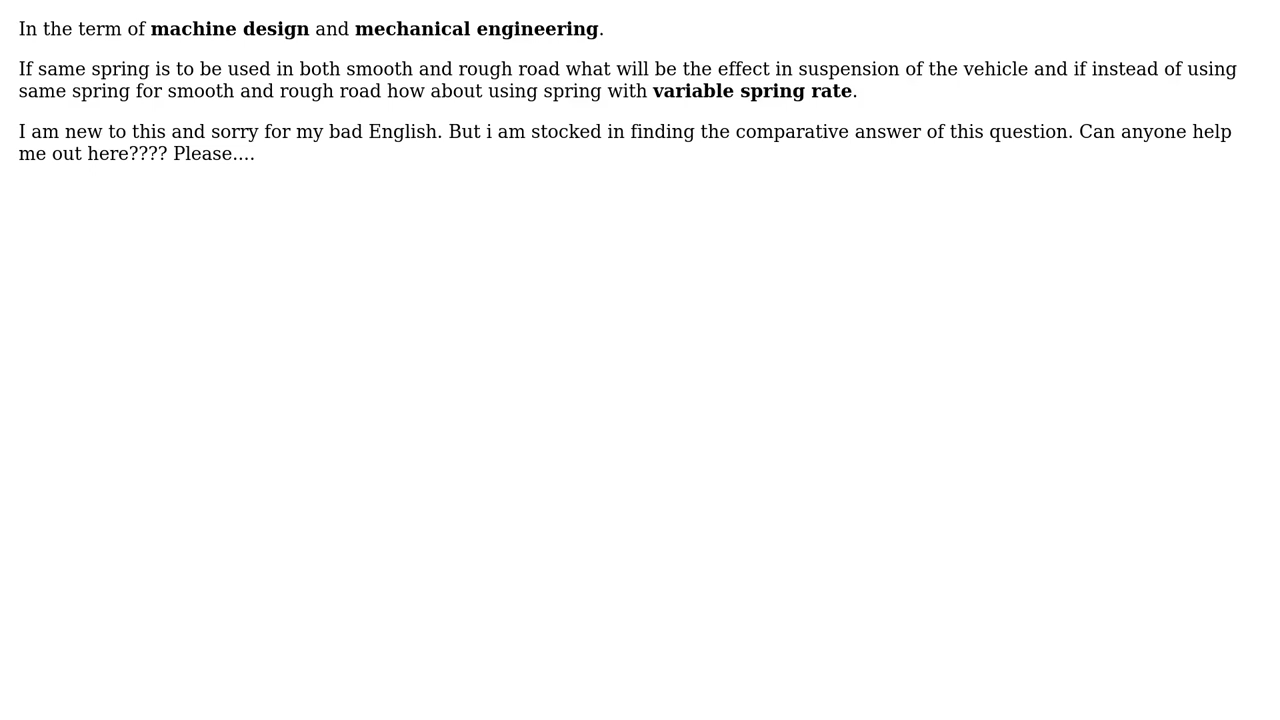 In the term of machine design and mechanical engineering.
If same spring is to be used in both smooth and rough road what will be the effect in suspension of the vehicle and if instead of using
same spring for smooth and rough road how about using spring with variable spring rate.
I am new to this and sorry for my bad English. But i am stocked in finding the comparative answer of this question. Can anyone help
me out here???? Please....